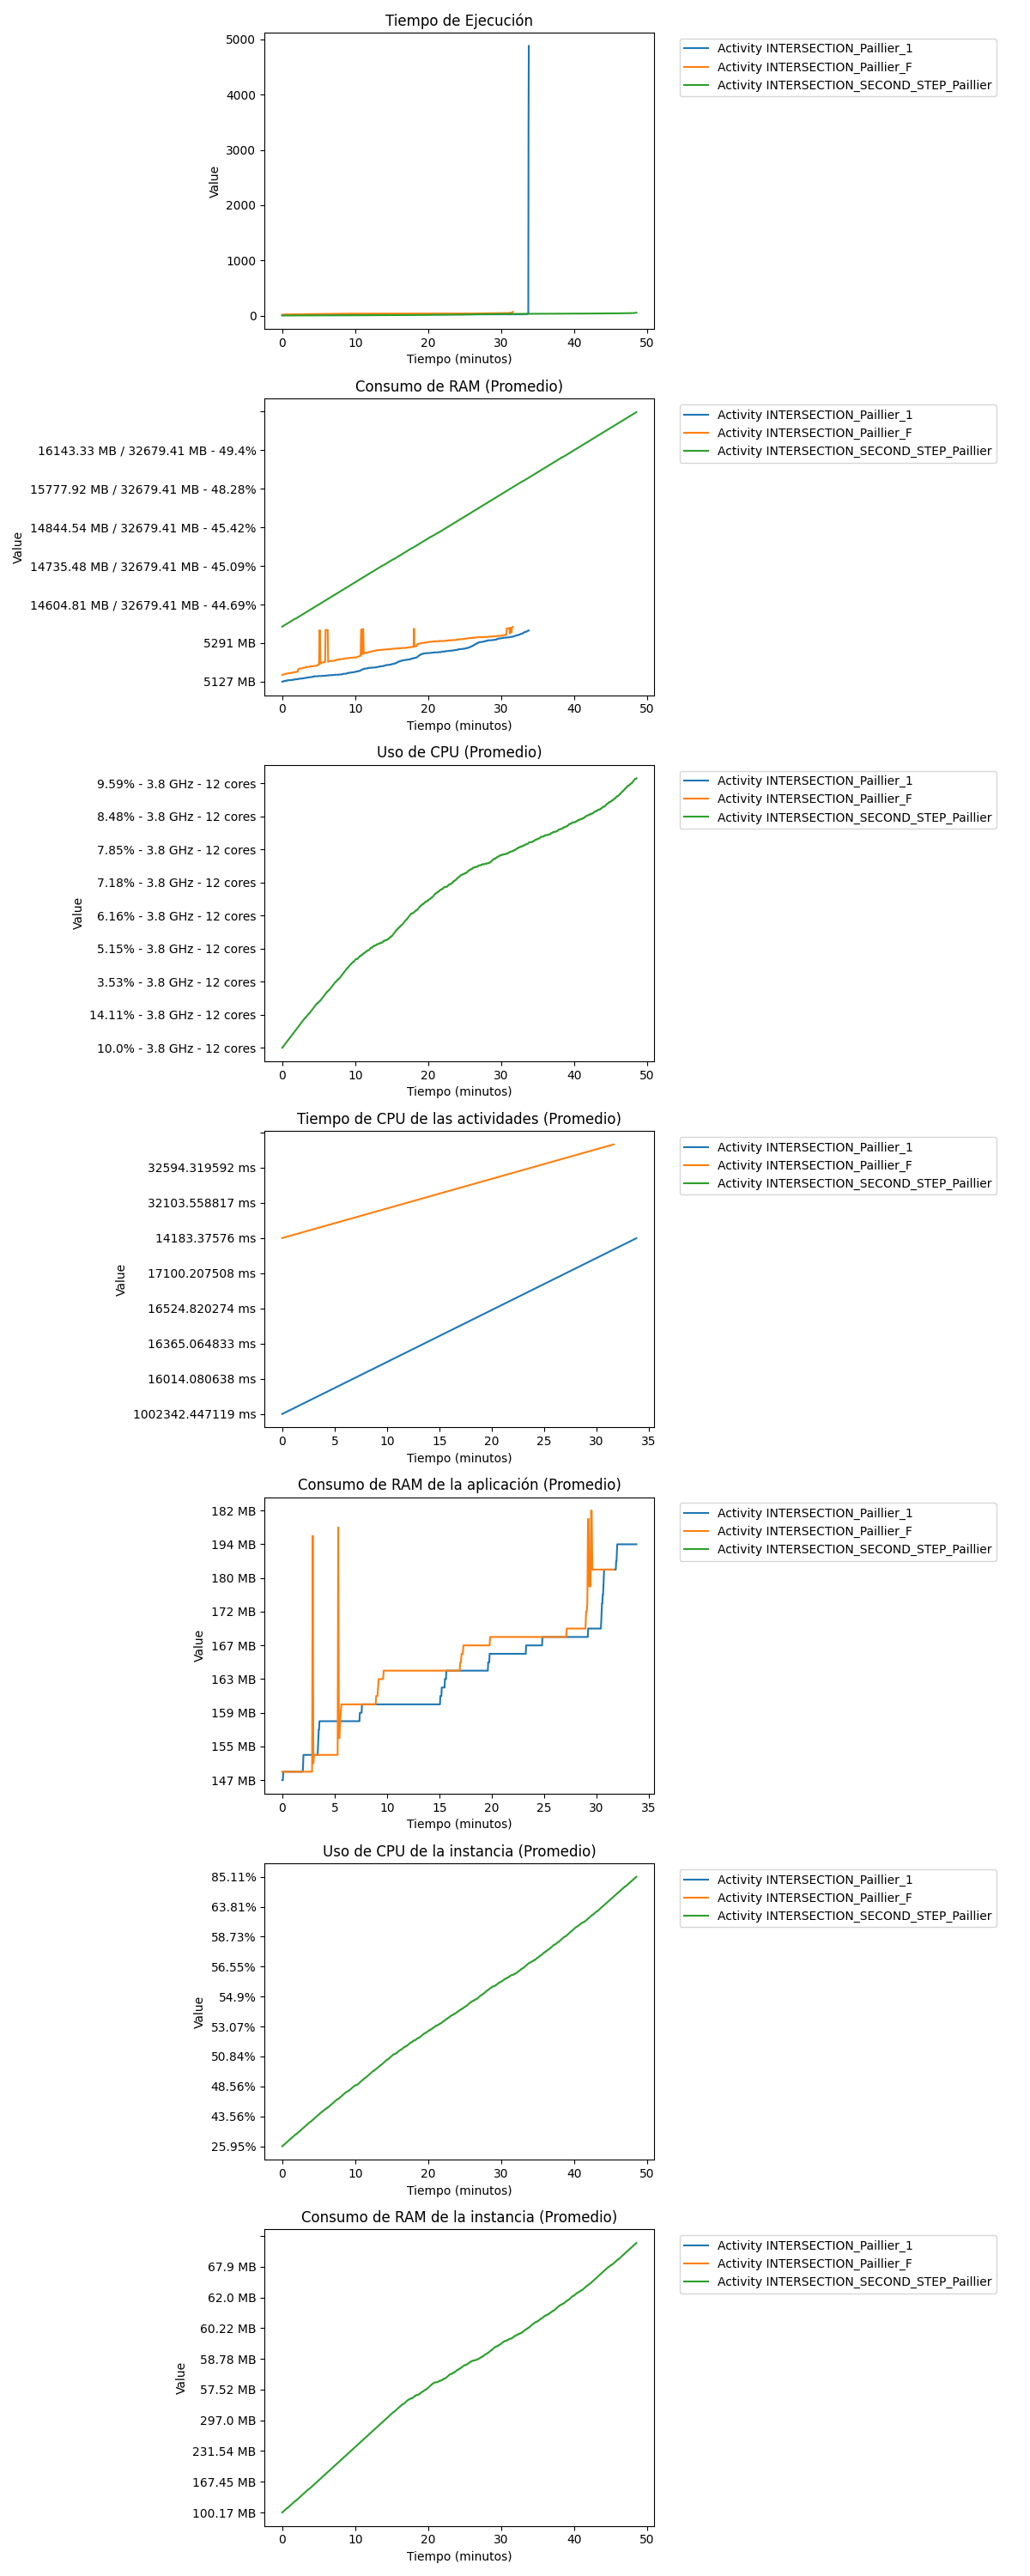 Tiempo de Ejecución
5000
4000
3000
2000
1000
0
Value
0 10 20 30 40 50
Tiempo (minutos)
Activity INTERSECTION_Paillier_1
Activity INTERSECTION_Paillier_F
Activity INTERSECTION_SECOND_STEP_Paillier
Consumo de RAM (Promedio)
16143.33 MB / 32679.41 MB - 49.4%
15777.92 MB / 32679.41 MB - 48.28%
14844.54 MB / 32679.41 MB - 45.42%
14735.48 MB / 32679.41 MB - 45.09%
14604.81 MB / 32679.41 MB - 44.69%
5291 MB
5127 MB
Value
0 10 20 30 40 50
Tiempo (minutos)
Activity INTERSECTION_Paillier_1
Activity INTERSECTION_Paillier_F
Activity INTERSECTION_SECOND_STEP_Paillier
Uso de CPU (Promedio)
9.59% - 3.8 GHz - 12 cores
8.48% - 3.8 GHz - 12 cores
7.85% - 3.8 GHz - 12 cores
7.18% - 3.8 GHz - 12 cores
6.16% - 3.8 GHz - 12 cores
5.15% - 3.8 GHz - 12 cores
3.53% - 3.8 GHz - 12 cores
14.11% - 3.8 GHz - 12 cores
10.0% - 3.8 GHz - 12 cores
Value
0 10 20 30 40 50
Tiempo (minutos)
Activity INTERSECTION_Paillier_1
Activity INTERSECTION_Paillier_F
Activity INTERSECTION_SECOND_STEP_Paillier
Tiempo de CPU de las actividades (Promedio)
32594.319592 ms
32103.558817 ms
14183.37576 ms
17100.207508 ms
16524.820274 ms
16365.064833 ms
16014.080638 ms
1002342.447119 ms
Value
0 5 10 15 20 25 30 35
Tiempo (minutos)
Activity INTERSECTION_Paillier_1
Activity INTERSECTION_Paillier_F
Activity INTERSECTION_SECOND_STEP_Paillier
Consumo de RAM de la aplicación (Promedio)
182 MB
194 MB
180 MB
172 MB
167 MB
163 MB
159 MB
155 MB
147 MB
Value
0 5 10 15 20 25 30 35
Tiempo (minutos)
Activity INTERSECTION_Paillier_1
Activity INTERSECTION_Paillier_F
Activity INTERSECTION_SECOND_STEP_Paillier
Uso de CPU de la instancia (Promedio)
85.11%
63.81%
58.73%
56.55%
54.9%
53.07%
50.84%
48.56%
43.56%
25.95%
Value
0 10 20 30 40 50
Tiempo (minutos)
Activity INTERSECTION_Paillier_1
Activity INTERSECTION_Paillier_F
Activity INTERSECTION_SECOND_STEP_Paillier
Consumo de RAM de la instancia (Promedio)
67.9 MB
62.0 MB
60.22 MB
58.78 MB
57.52 MB
297.0 MB
231.54 MB
167.45 MB
100.17 MB
Value
0 10 20 30 40 50
Tiempo (minutos)
Activity INTERSECTION_Paillier_1
Activity INTERSECTION_Paillier_F
Activity INTERSECTION_SECOND_STEP_Paillier